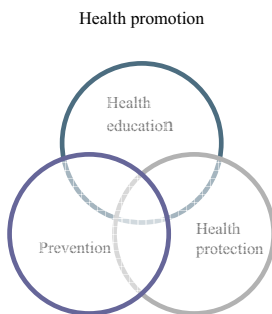 Health promotion
Health
education
Prevention
Health
protection